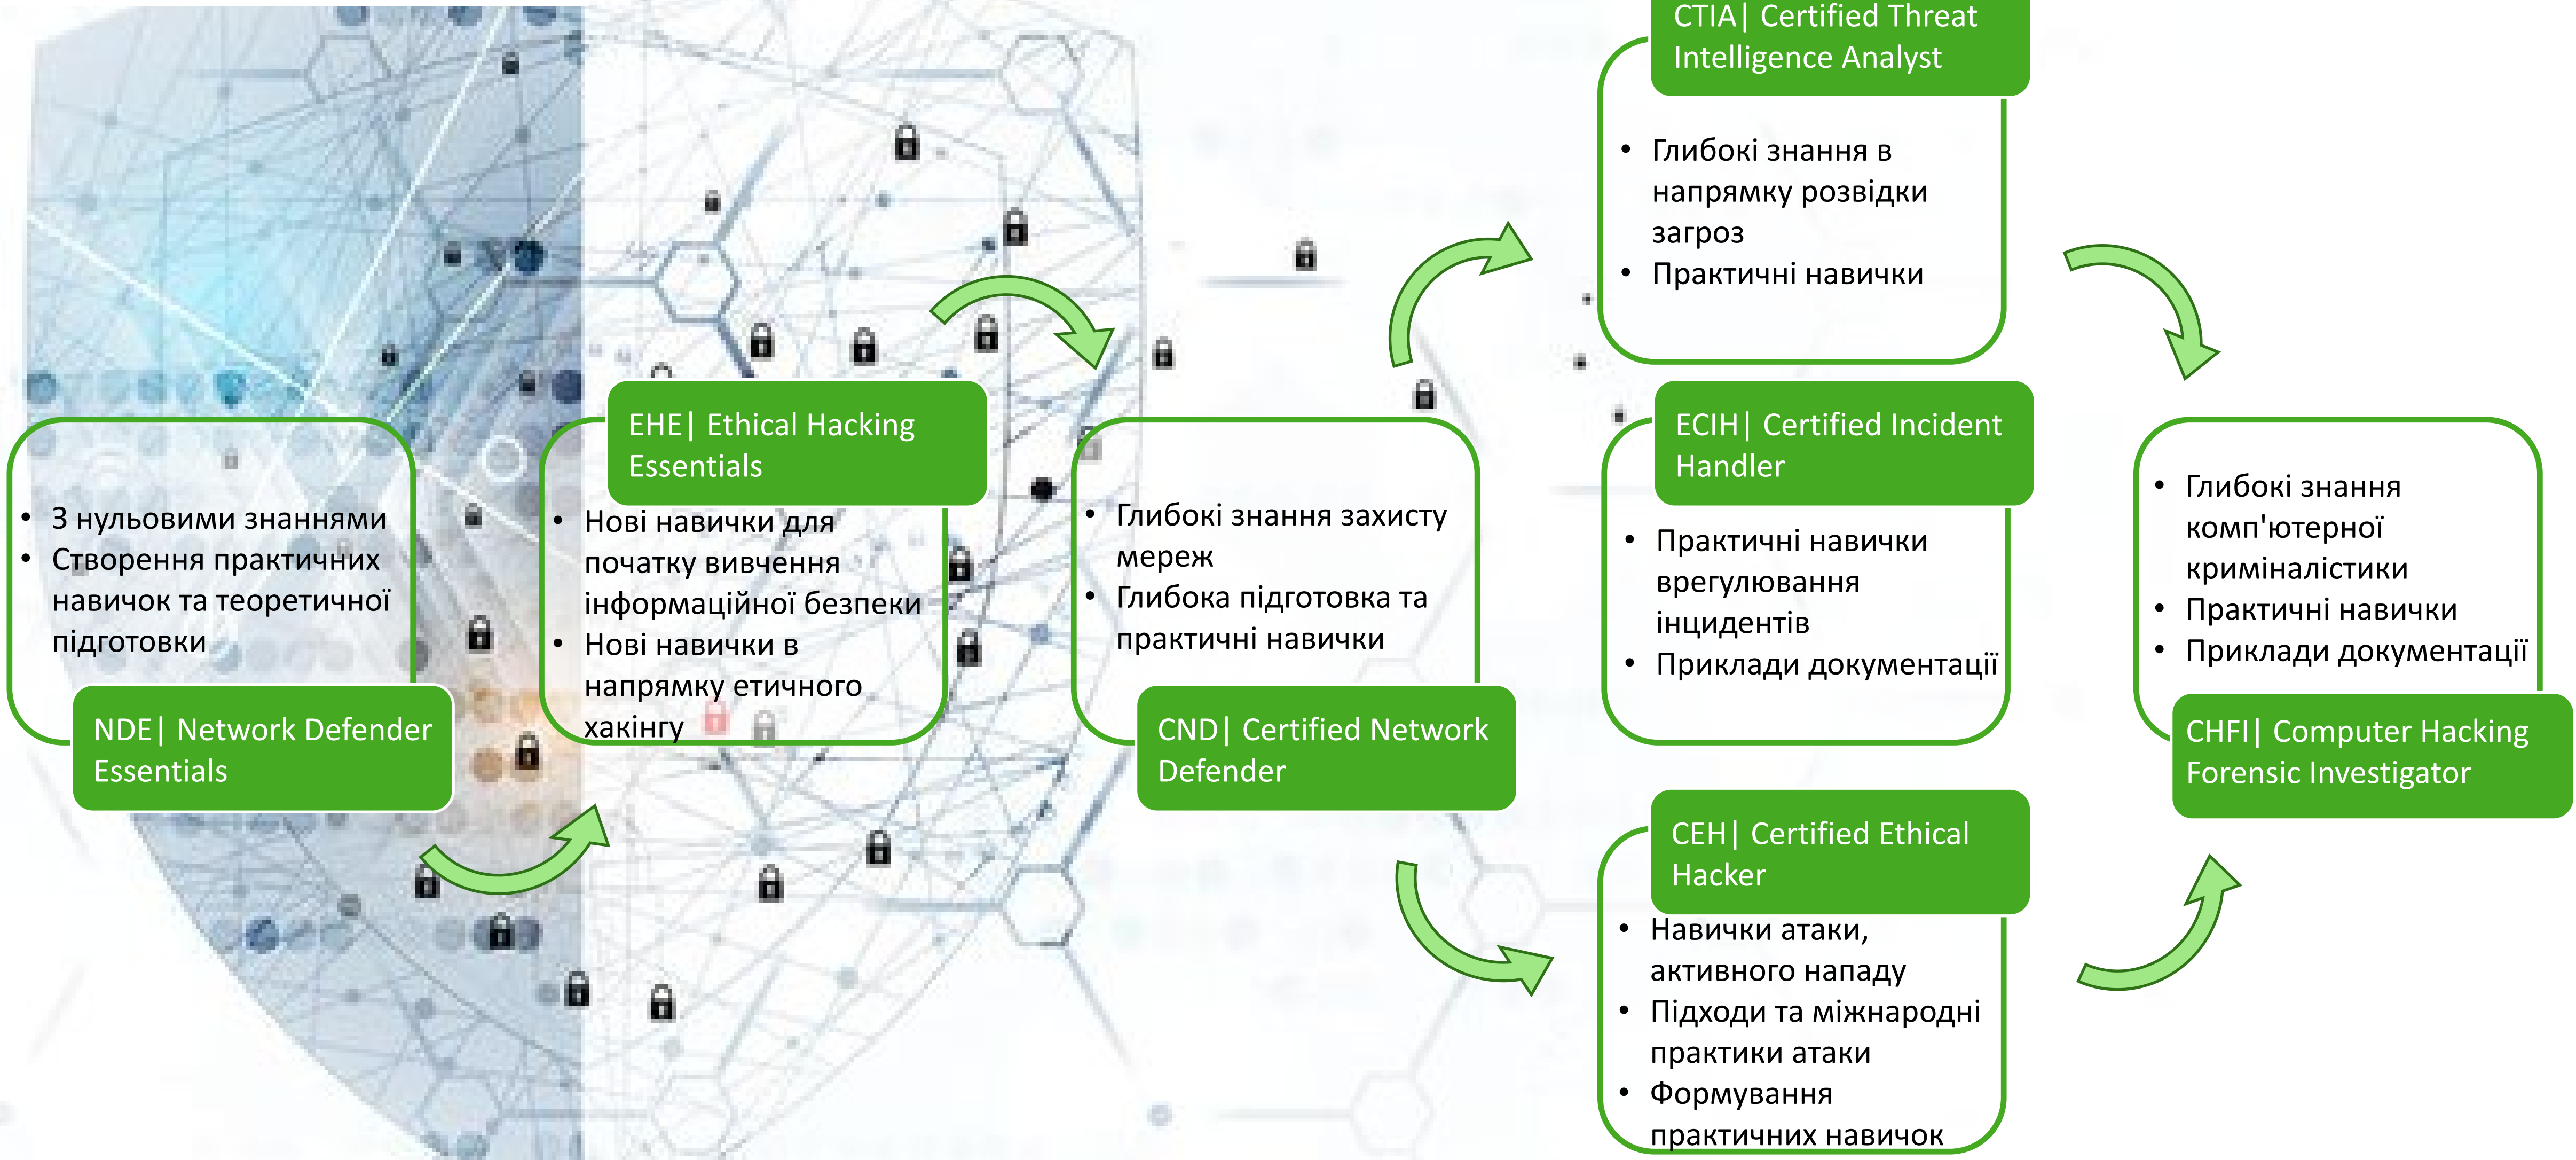 З нульовими знаннями
Створення практичних
навичок та теоретичної
підготовки
NDE| Network Defender
Essentials
EHE| Ethical Hacking
Essentials
Нові навички для
початку вивчення
інформаційної безпеки
Нові навички в
напрямку етичного
хакінгу
Глибокі знання захисту
мереж
Глибока підготовка та
практичні навички
CND| Certified Network
Defender
CTIA| Certified Threat
Intelligence Analyst
Глибокі знання в
напрямку розвідки
загроз
Практичні навички
ECIH| Certified Incident
Handler
Практичні навички
врегулювання
інцидентів
Приклади документації
CEH| Certified Ethical
Hacker
Навички атаки,
активного нападу
Підходи та міжнародні
практики атаки
Формування
практичних навичок
Глибокі знання
комп'ютерної
криміналістики
Практичні навички
Приклади документації
CHFI| Computer Hacking
Forensic Investigator